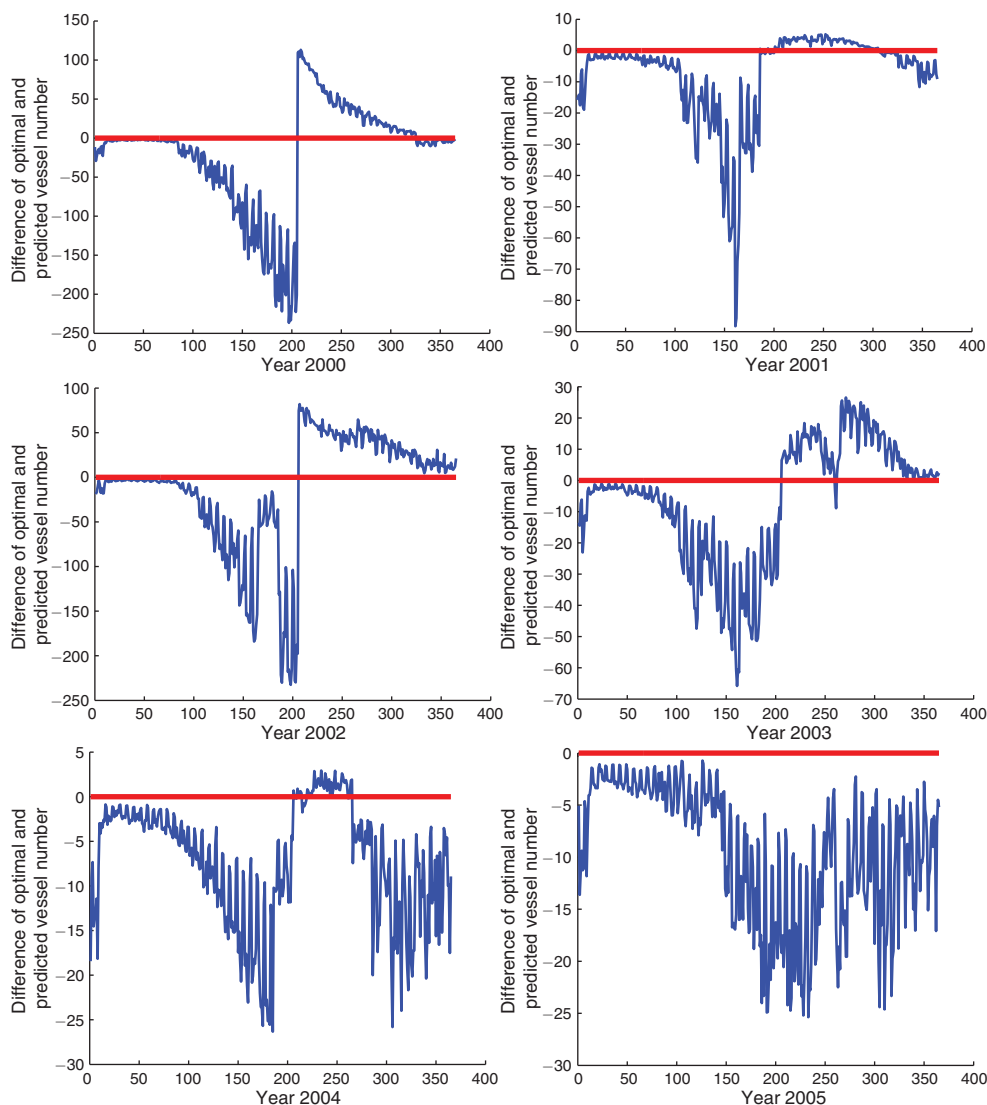 Difference of optimal and
predicted vessel number
150
100
50
0
−50
−100
−150
−200
−250
0 50 100 150 200 250 300 350 400
Year 2000
Difference of optimal and
predicted vessel number
10
0
−10
−20
−30
−40
−50
−60
−70
−80
−90
0 50 100 150 200 250 300 350 400
Year 2001
Difference of optimal and
predicted vessel number
100
50
0
−50
−100
−150
−200
−250
0 50 100 150 200 250 300 350 400
Year 2002
Difference of optimal and
predicted vessel number
30
20
10
0
−10
−20
−30
−40
−50
−60
−70
0 50 100 150 200 250 300 350 400
Year 2003
Difference of optimal and
predicted vessel number
5
0
−5
−10
−15
−20
−25
−30
0 50 100 150 200 250 300 350 400
Year 2004
Difference of optimal and
predicted vessel number
0
−5
−10
−15
−20
−25
−30
0 50 100 150 200 250 300 350 400
Year 2005